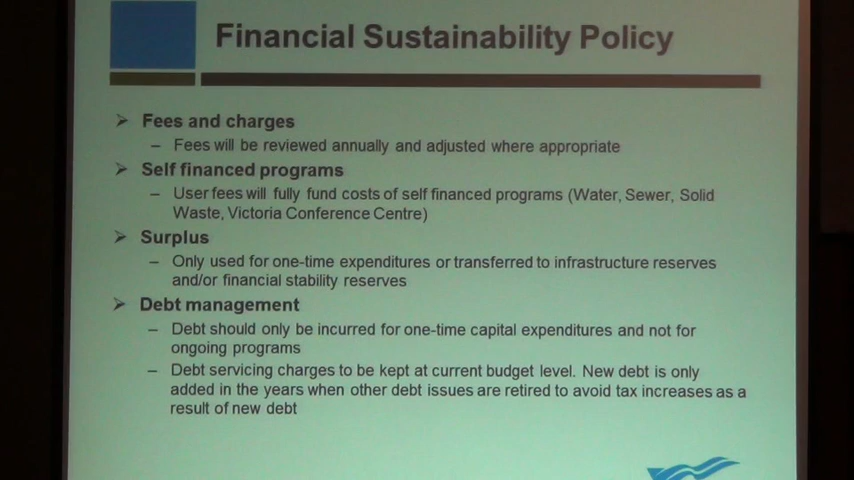 Financial Sustainability Policy
➢ Fees and charges
– Fees will be reviewed annually and adjusted where appropriate
➢ Self financed programs
– User fees will fully fund costs of self financed programs (Water, Sewer, Solid
Waste, Victoria Conference Centre)
➢ Surplus
– Only used for one-time expenditures or transferred to infrastructure reserves
and/or financial stability reserves
➢ Debt management
– Debt should only be incurred for one-time capital expenditures and not for
ongoing programs
– Debt servicing charges to be kept at current budget level. New debt is only
added in the years when other debt issues are retired to avoid tax increases as a
result of new debt